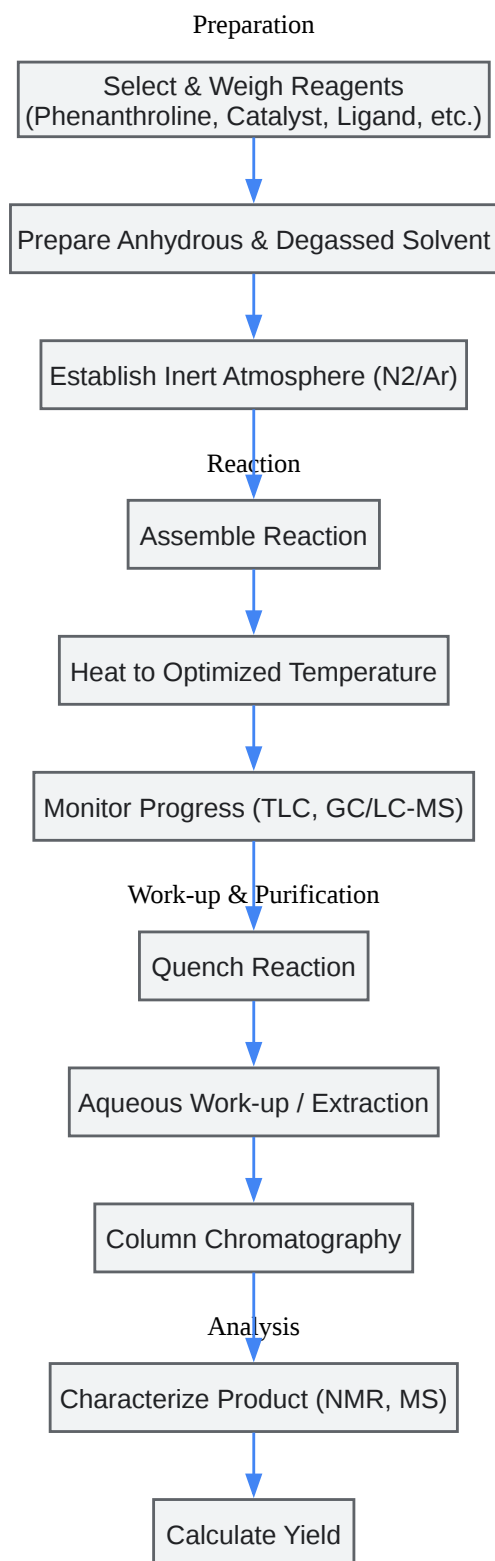 Preparation
Select & Weigh Reagents
(Phenanthroline, Catalyst, Ligand, etc.)
Prepare Anhydrous & Degassed Solvent
Establish Inert Atmosphere (N2/Ar)
Reaction
Assemble Reaction
Heat to Optimized Temperature
Monitor Progress (TLC, GC/LC-MS)
Work-up & Purification
Quench Reaction
Aqueous Work-up / Extraction
Column Chromatography
Analysis
Characterize Product (NMR, MS)
Calculate Yield